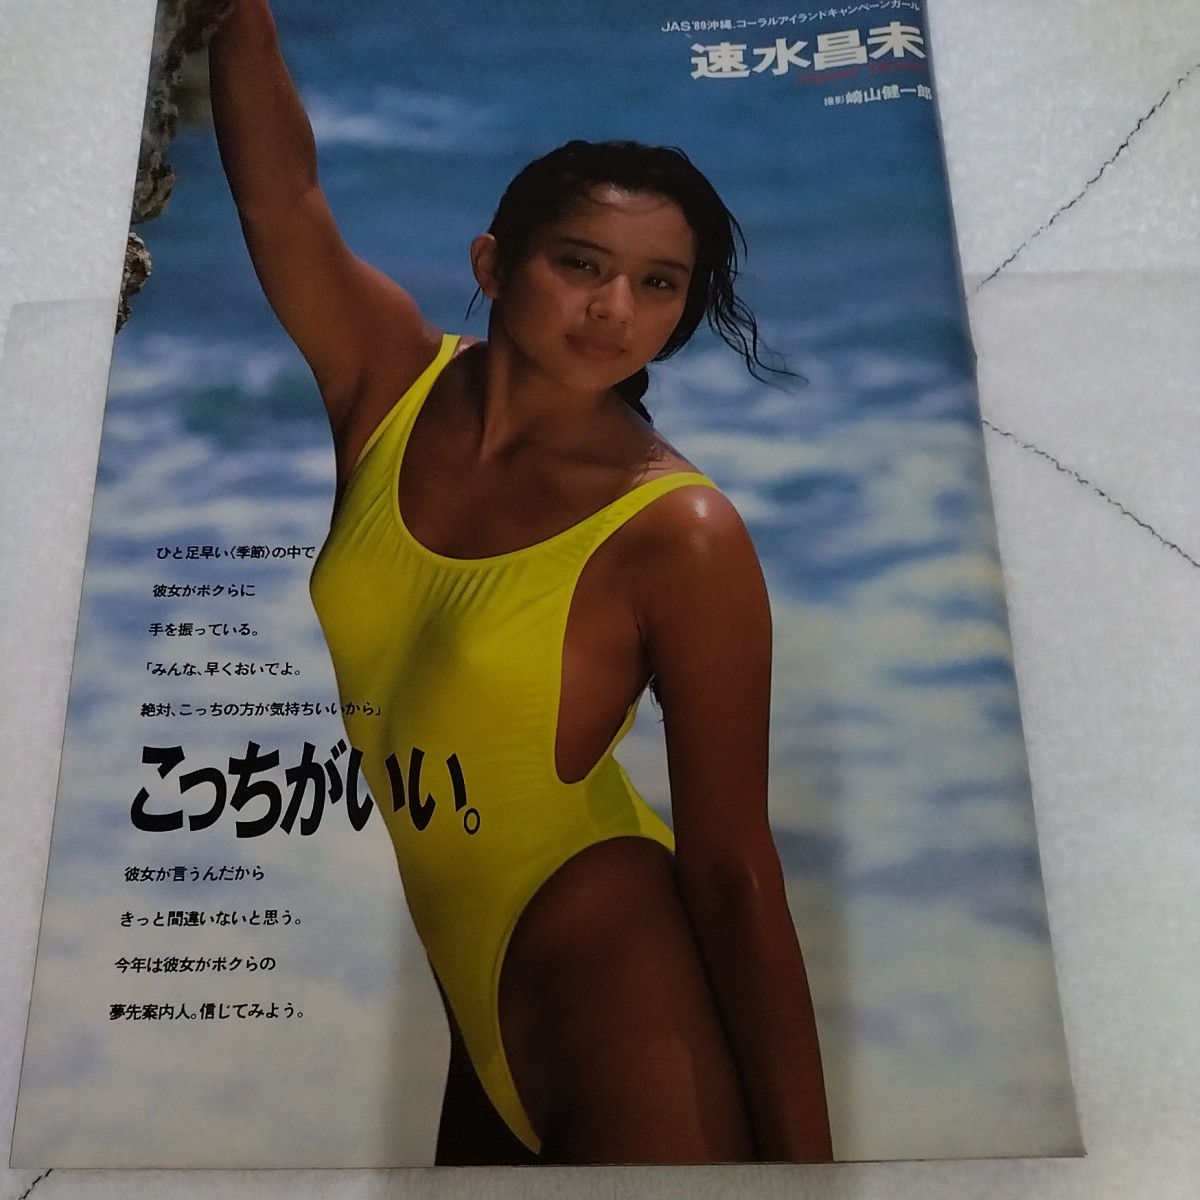 JAS'89沖縄、コーラルアイランドキャンペーンガール
速水昌未
撮影 崎山健一郎
ひと足早い〈季節〉の中で
彼女がボクらに
手を振っている。
「みんな、早くおいでよ。
絶対、こっちの方が気持ちいいから」
こっちがいい。
彼女が言うんだから
きっと間違いないと思う。
今年は彼女がボクらの
夢先案内人。信じてみよう。